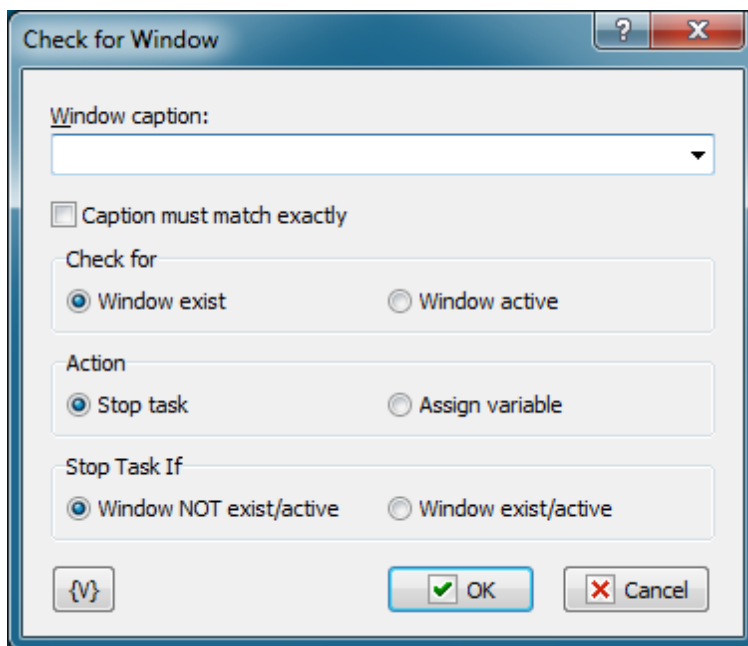 Check for Window
?
Window caption:
Caption must match exactly
Check for
Window exist
Window active
Action
Stop task
Assign variable
Stop Task If
Window NOT exist/active
Window exist/active
{V}
OK
Cancel